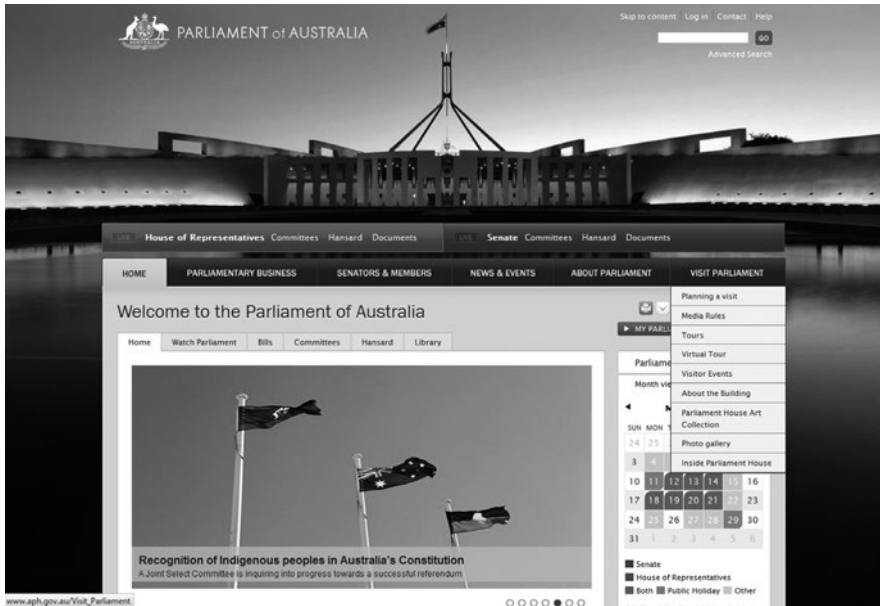 Skip to content Log in Contact Help
PARLIAMENT of AUSTRALIA
GO
Advanced Search
LIVE House of Representatives Committees Hansard Documents
LIVE Senate Committees Hansard Documents
HOME PARLIAMENTARY BUSINESS SENATORS & MEMBERS NEWS & EVENTS ABOUT PARLIAMENT VISIT PARLIAMENT
Planning a visit
Media Rules
Tours
Virtual Tour
Visitor Events
About the Building
Parliament House Art
Collection
Photo gallery
Inside Parliament House
Welcome to the Parliament of Australia
MY
Home Watch Parliament Bills Committees Hansard Library
Month
SUN MON
24 25
3 4
10 11 12 13 14 15 16
17 18 19 20 21 22 23
24 25 26 27 28 29 30
31 1 2 3 4 5 6
Senate
House of Representatives
Both Public Holiday Other
Recognition of Indigenous peoples in Australia's Constitution
A Joint Select Committee is inquiring into progress towards a successful referendum
www.aph.gov.au/Visit_Parliament